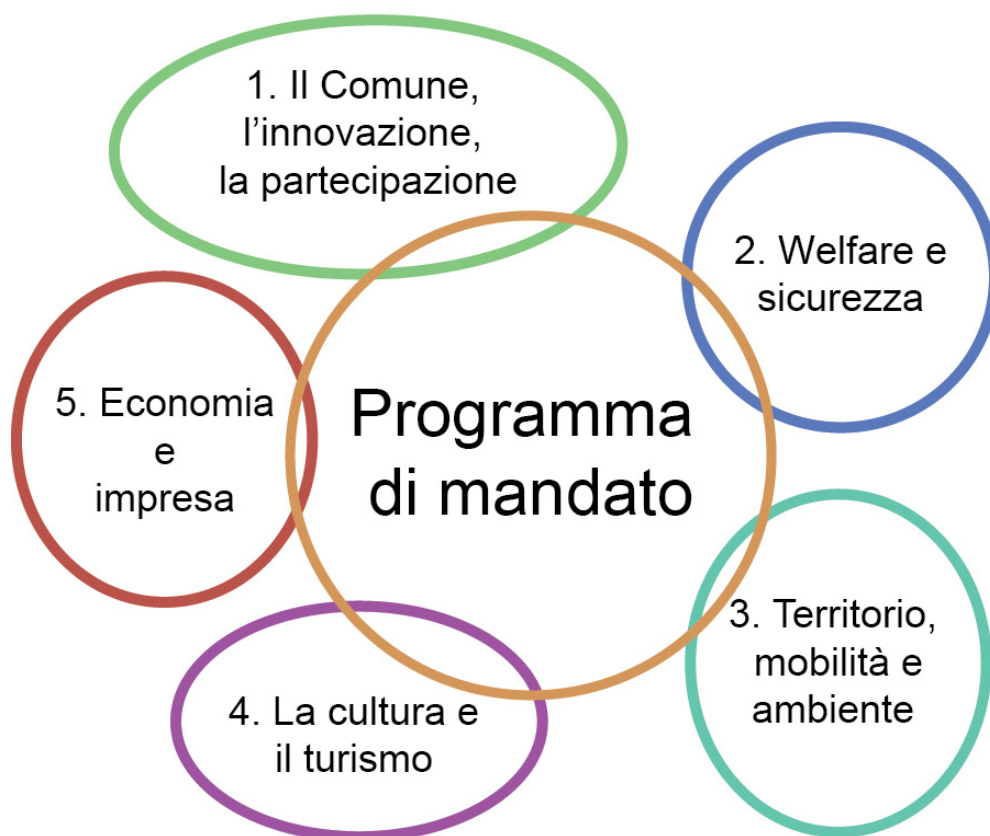 1. Il Comune,
l'innovazione,
la partecipazione
2. Welfare e
sicurezza
Programma
di mandato
5. Economia
e
impresa
3. Territorio,
mobilità e
ambiente
4. La cultura e
il turismo